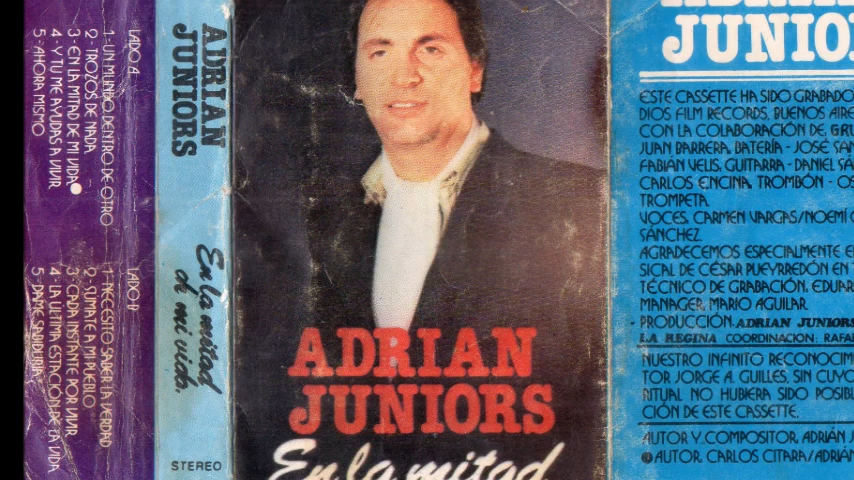 LADO A
1-UN MUNDO DENTRO DE OTRO
2-TROZOS DE NADA
3-EN LA MITAD DE MI VIDA●
4-Y TU ME AYUDAS A VIVIR
5-AHORA MISMO
LADO B
1-NECESITO SABER LA VERDAD
2-SUMATE A MI PUEBLO
3-CADA INSTANTE POR VIVIR
4-LA ULTIMA ESTACION DE LA VIDA
5-DAME SABIDURIA
ADRIAN
JUNIORS
En la mitad
de mi vida.
STEREO
ADRIAN
JUNIORS
En la mitad
ADRIAN
JUNIO
ESTE CASSETTE HA SIDO GRABADO
DIOS FILM RECORDS, BUENOS AIRE
CON LA COLABORACIÓN DE, GRU
JUAN BARRERA, BATERÍA - JOSÉ SAN
FABIÁN VELIS, GUITARRA - DANIEL SÁ
CARLOS ENCINA, TROMBÓN - OS
TROMPETA.
VOCES, CARMEN VARGAS/NOEMÍ
SÁNCHEZ.
AGRADECEMOS ESPECIALMENTE E
SICAL DE CÉSAR PUEYRREDÓN EN
TÉCNICO DE GRABACIÓN, EDUAR
MANAGER, MARIO AGUILAR.
- PRODUCCIÓN, ADRIAN JUNIORS
LA REGINA COORDINACION: RAFA
NUESTRO INFINITO RECONOCIM
TOR JORGE A. GUILLES, SIN CUYO
RITUAL NO HUBIERA SIDO POSIBL
CIÓN DE ESTE CASSETTE.
AUTOR Y COMPOSITOR, ADRIÁN J
●AUTOR, CARLOS CITARA/ADRIÁN